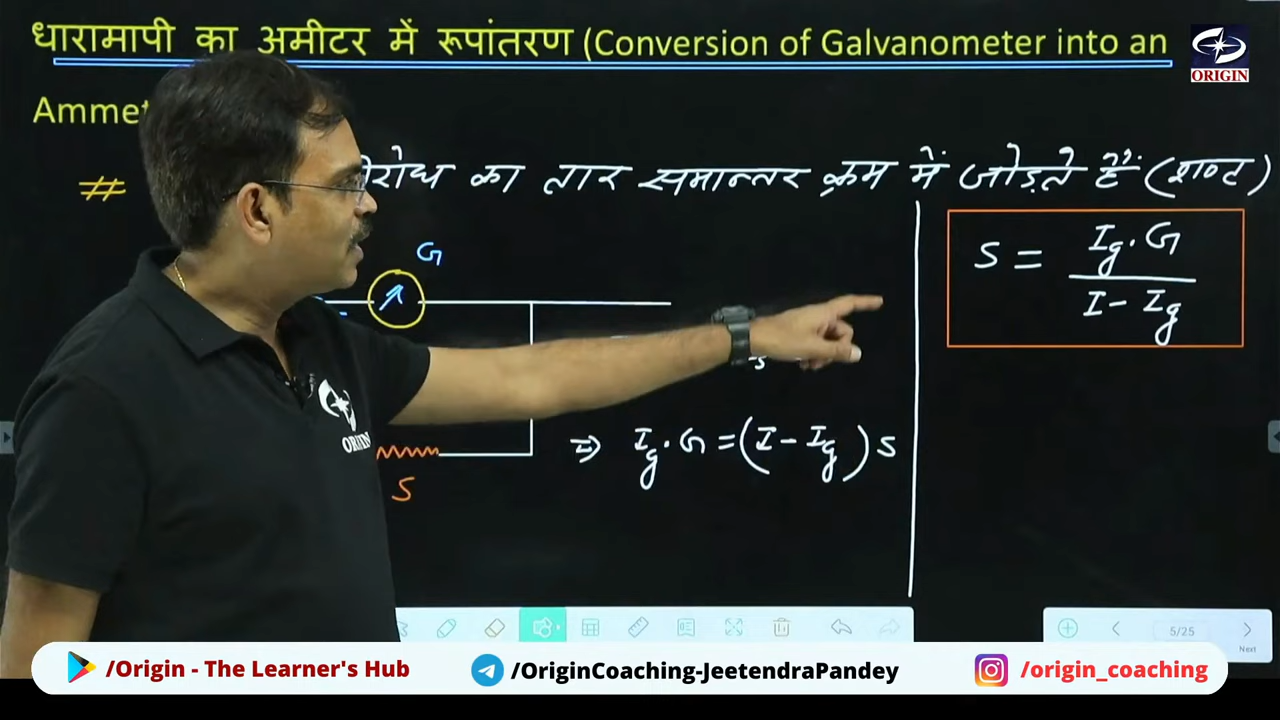 धारामापी का अमीटर में रूपांतरण (Conversion of Galvanometer into an
ORIGIN
# का तार समान्तर क्रम में जोड़ते हैं (शण्ट)
G
S = Ig . G / I - Ig
⇒ Ig . G = (I - Ig) S
S
ORIGIN
5/25
Next
/Origin - The Learner's Hub
/OriginCoaching-JeetendraPandey
/origin_coaching